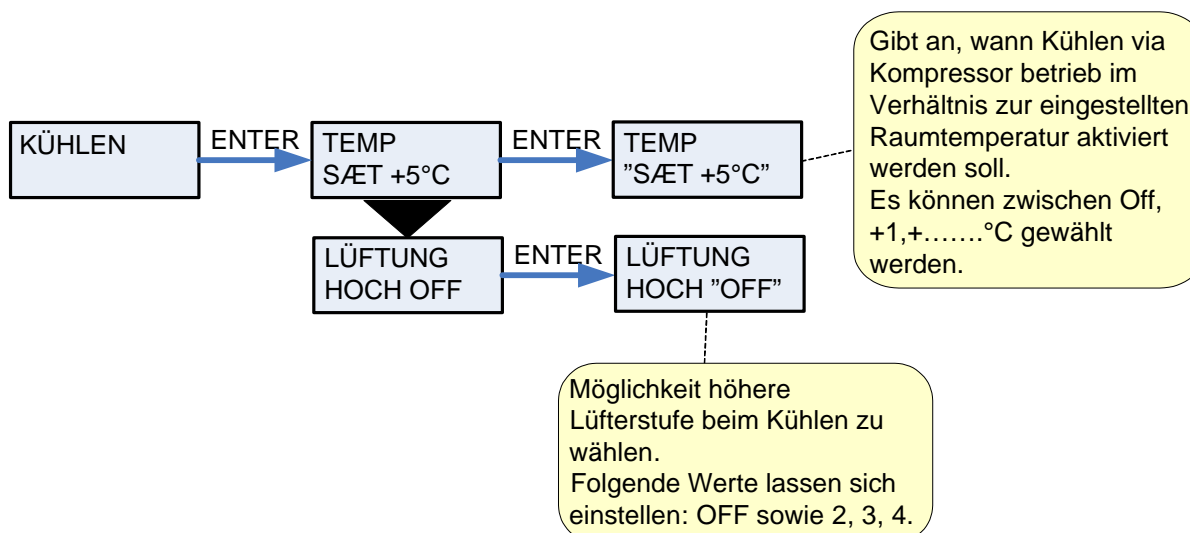 KÜHLEN
ENTER
TEMP
SÆT +5°C
ENTER
TEMP
"SÆT +5°C"
Gibt an, wann Kühlen via
Kompressor betrieb im
Verhältnis zur eingestellten
Raumtemperatur aktiviert
werden soll.
Es können zwischen Off,
+1,+…….°C gewählt
werden.
LÜFTUNG
HOCH OFF
ENTER
LÜFTUNG
HOCH "OFF"
Möglichkeit höhere
Lüfterstufe beim Kühlen zu
wählen.
Folgende Werte lassen sich
einstellen: OFF sowie 2, 3, 4.